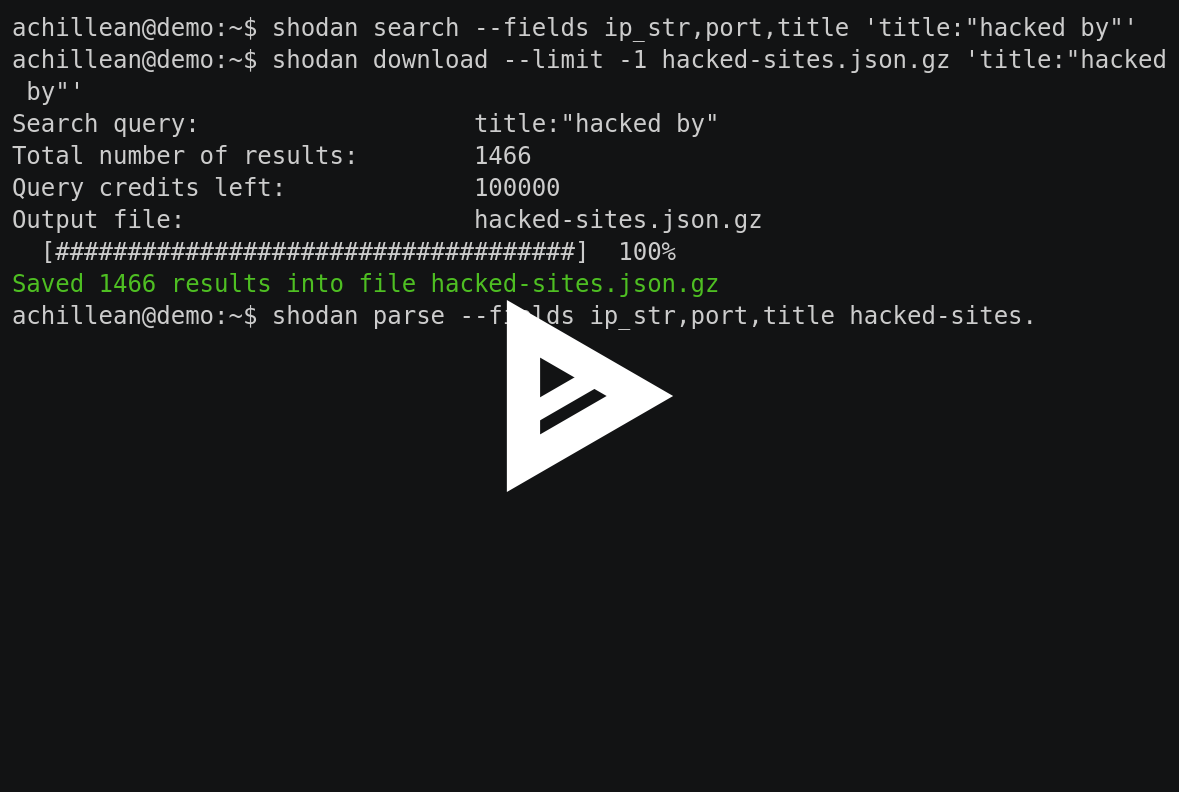 achillean@demo:~$ shodan search --fields ip_str,port,title 'title:"hacked by"'
achillean@demo:~$ shodan download --limit -1 hacked-sites.json.gz 'title:"hacked
by"'
Search query: title:"hacked by"
Total number of results: 1466
Query credits left: 100000
Output file: hacked-sites.json.gz
[####################################] 100%
Saved 1466 results into file hacked-sites.json.gz
achillean@demo:~$ shodan parse --fields ip_str,port,title hacked-sites.